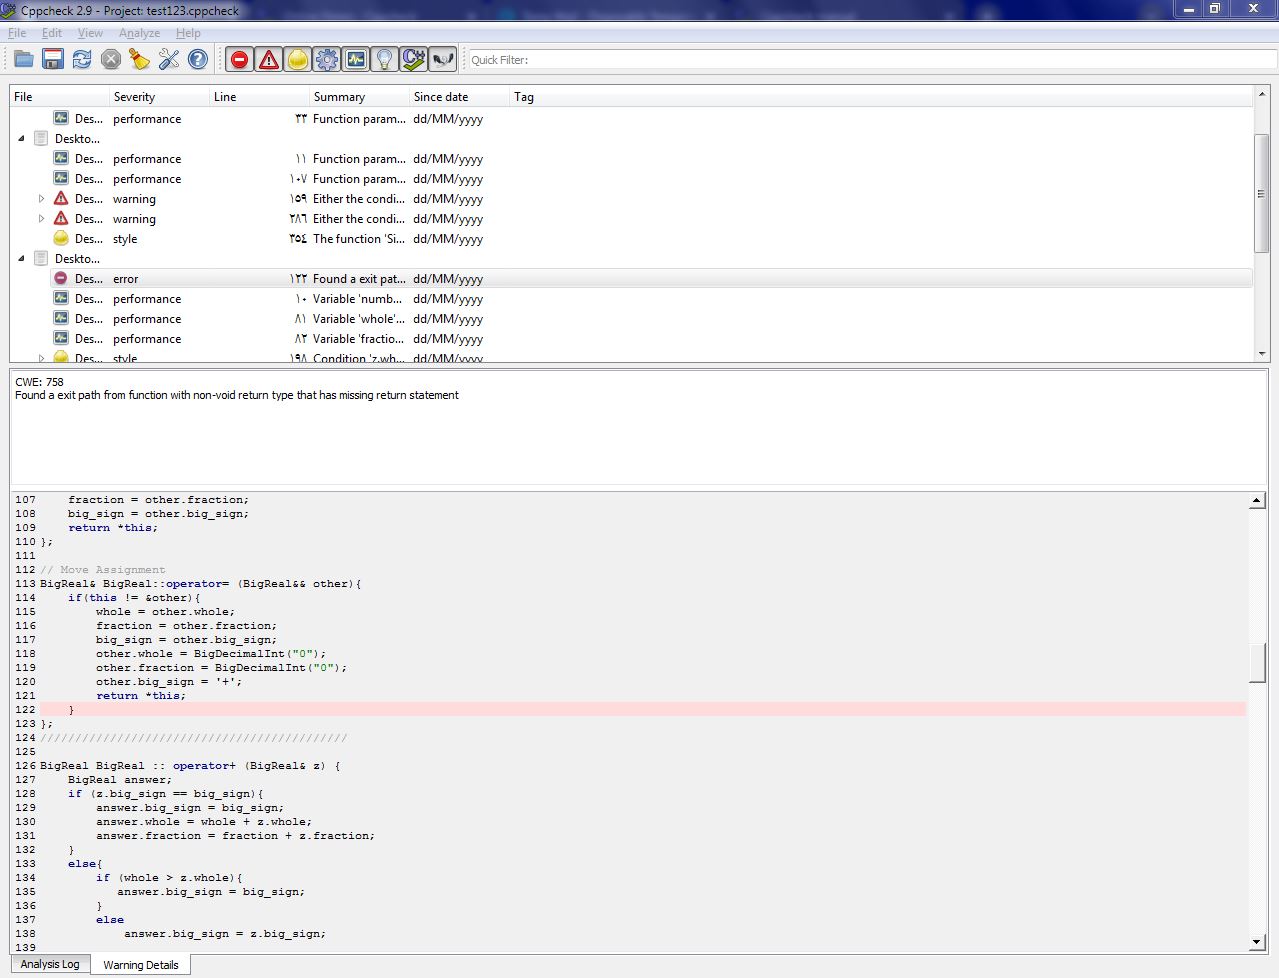 Cppcheck 2.9 - Project: test123.cppcheck
File Edit View Analyze Help
Quick Filter:
File Severity Line Summary Since date Tag
Des... performance ٣٣ Function param... dd/MM/yyyy
Deskto...
Des... performance ١١ Function param... dd/MM/yyyy
Des... performance ١٠٧ Function param... dd/MM/yyyy
Des... warning ١٥٩ Either the condi... dd/MM/yyyy
Des... warning ٢٨٦ Either the condi... dd/MM/yyyy
Des... style ٣٥٤ The function 'Si... dd/MM/yyyy
Deskto...
Des... error ١٢٢ Found a exit pat... dd/MM/yyyy
Des... performance ١٠ Variable 'numb... dd/MM/yyyy
Des... performance ٨١ Variable 'whole'... dd/MM/yyyy
Des... performance ٨٢ Variable 'fractio... dd/MM/yyyy
Des... style ١٩٨ Condition 'z.wh... dd/MM/yyyy
CWE: 758
Found a exit path from function with non-void return type that has missing return statement
107 fraction = other.fraction;
108 big_sign = other.big_sign;
109 return *this;
110 };
111
112 // Move Assignment
113 BigReal& BigReal::operator= (BigReal&& other){
114 if(this != &other){
115 whole = other.whole;
116 fraction = other.fraction;
117 big_sign = other.big_sign;
118 other.whole = BigDecimalInt("0");
119 other.fraction = BigDecimalInt("0");
120 other.big_sign = '+';
121 return *this;
122 }
123 };
124 ////////////////////////////////////////////
125
126 BigReal BigReal :: operator+ (BigReal& z) {
127 BigReal answer;
128 if (z.big_sign == big_sign){
129 answer.big_sign = big_sign;
130 answer.whole = whole + z.whole;
131 answer.fraction = fraction + z.fraction;
132 }
133 else{
134 if (whole > z.whole){
135 answer.big_sign = big_sign;
136 }
137 else
138 answer.big_sign = z.big_sign;
139
Analysis Log Warning Details